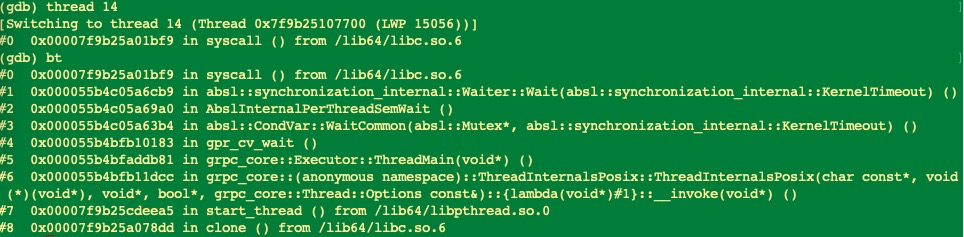 (gdb) thread 14
[Switching to thread 14 (Thread 0x7f9b25107700 (LWP 15056))]
#0  0x00007f9b25a01bf9 in syscall () from /lib64/libc.so.6
(gdb) bt
#0  0x00007f9b25a01bf9 in syscall () from /lib64/libc.so.6
#1  0x000055b4c05a6cb9 in absl::synchronization_internal::Waiter::Wait(absl::synchronization_internal::KernelTimeout) ()
#2  0x000055b4c05a69a0 in AbslInternalPerThreadSemWait ()
#3  0x000055b4c05a63b4 in absl::CondVar::WaitCommon(absl::Mutex*, absl::synchronization_internal::KernelTimeout) ()
#4  0x000055b4bfb10183 in gpr_cv_wait ()
#5  0x000055b4bfaddb81 in grpc_core::Executor::ThreadMain(void*) ()
#6  0x000055b4bfb11dcc in grpc_core::(anonymous namespace)::ThreadInternalsPosix::ThreadInternalsPosix(char const*, void
 (*)(void*), void*, bool*, grpc_core::Thread::Options const&)::{lambda(void*)#1}::__invoke(void*) ()
#7  0x00007f9b25cdeea5 in start_thread () from /lib64/libpthread.so.0
#8  0x00007f9b25a078dd in clone () from /lib64/libc.so.6